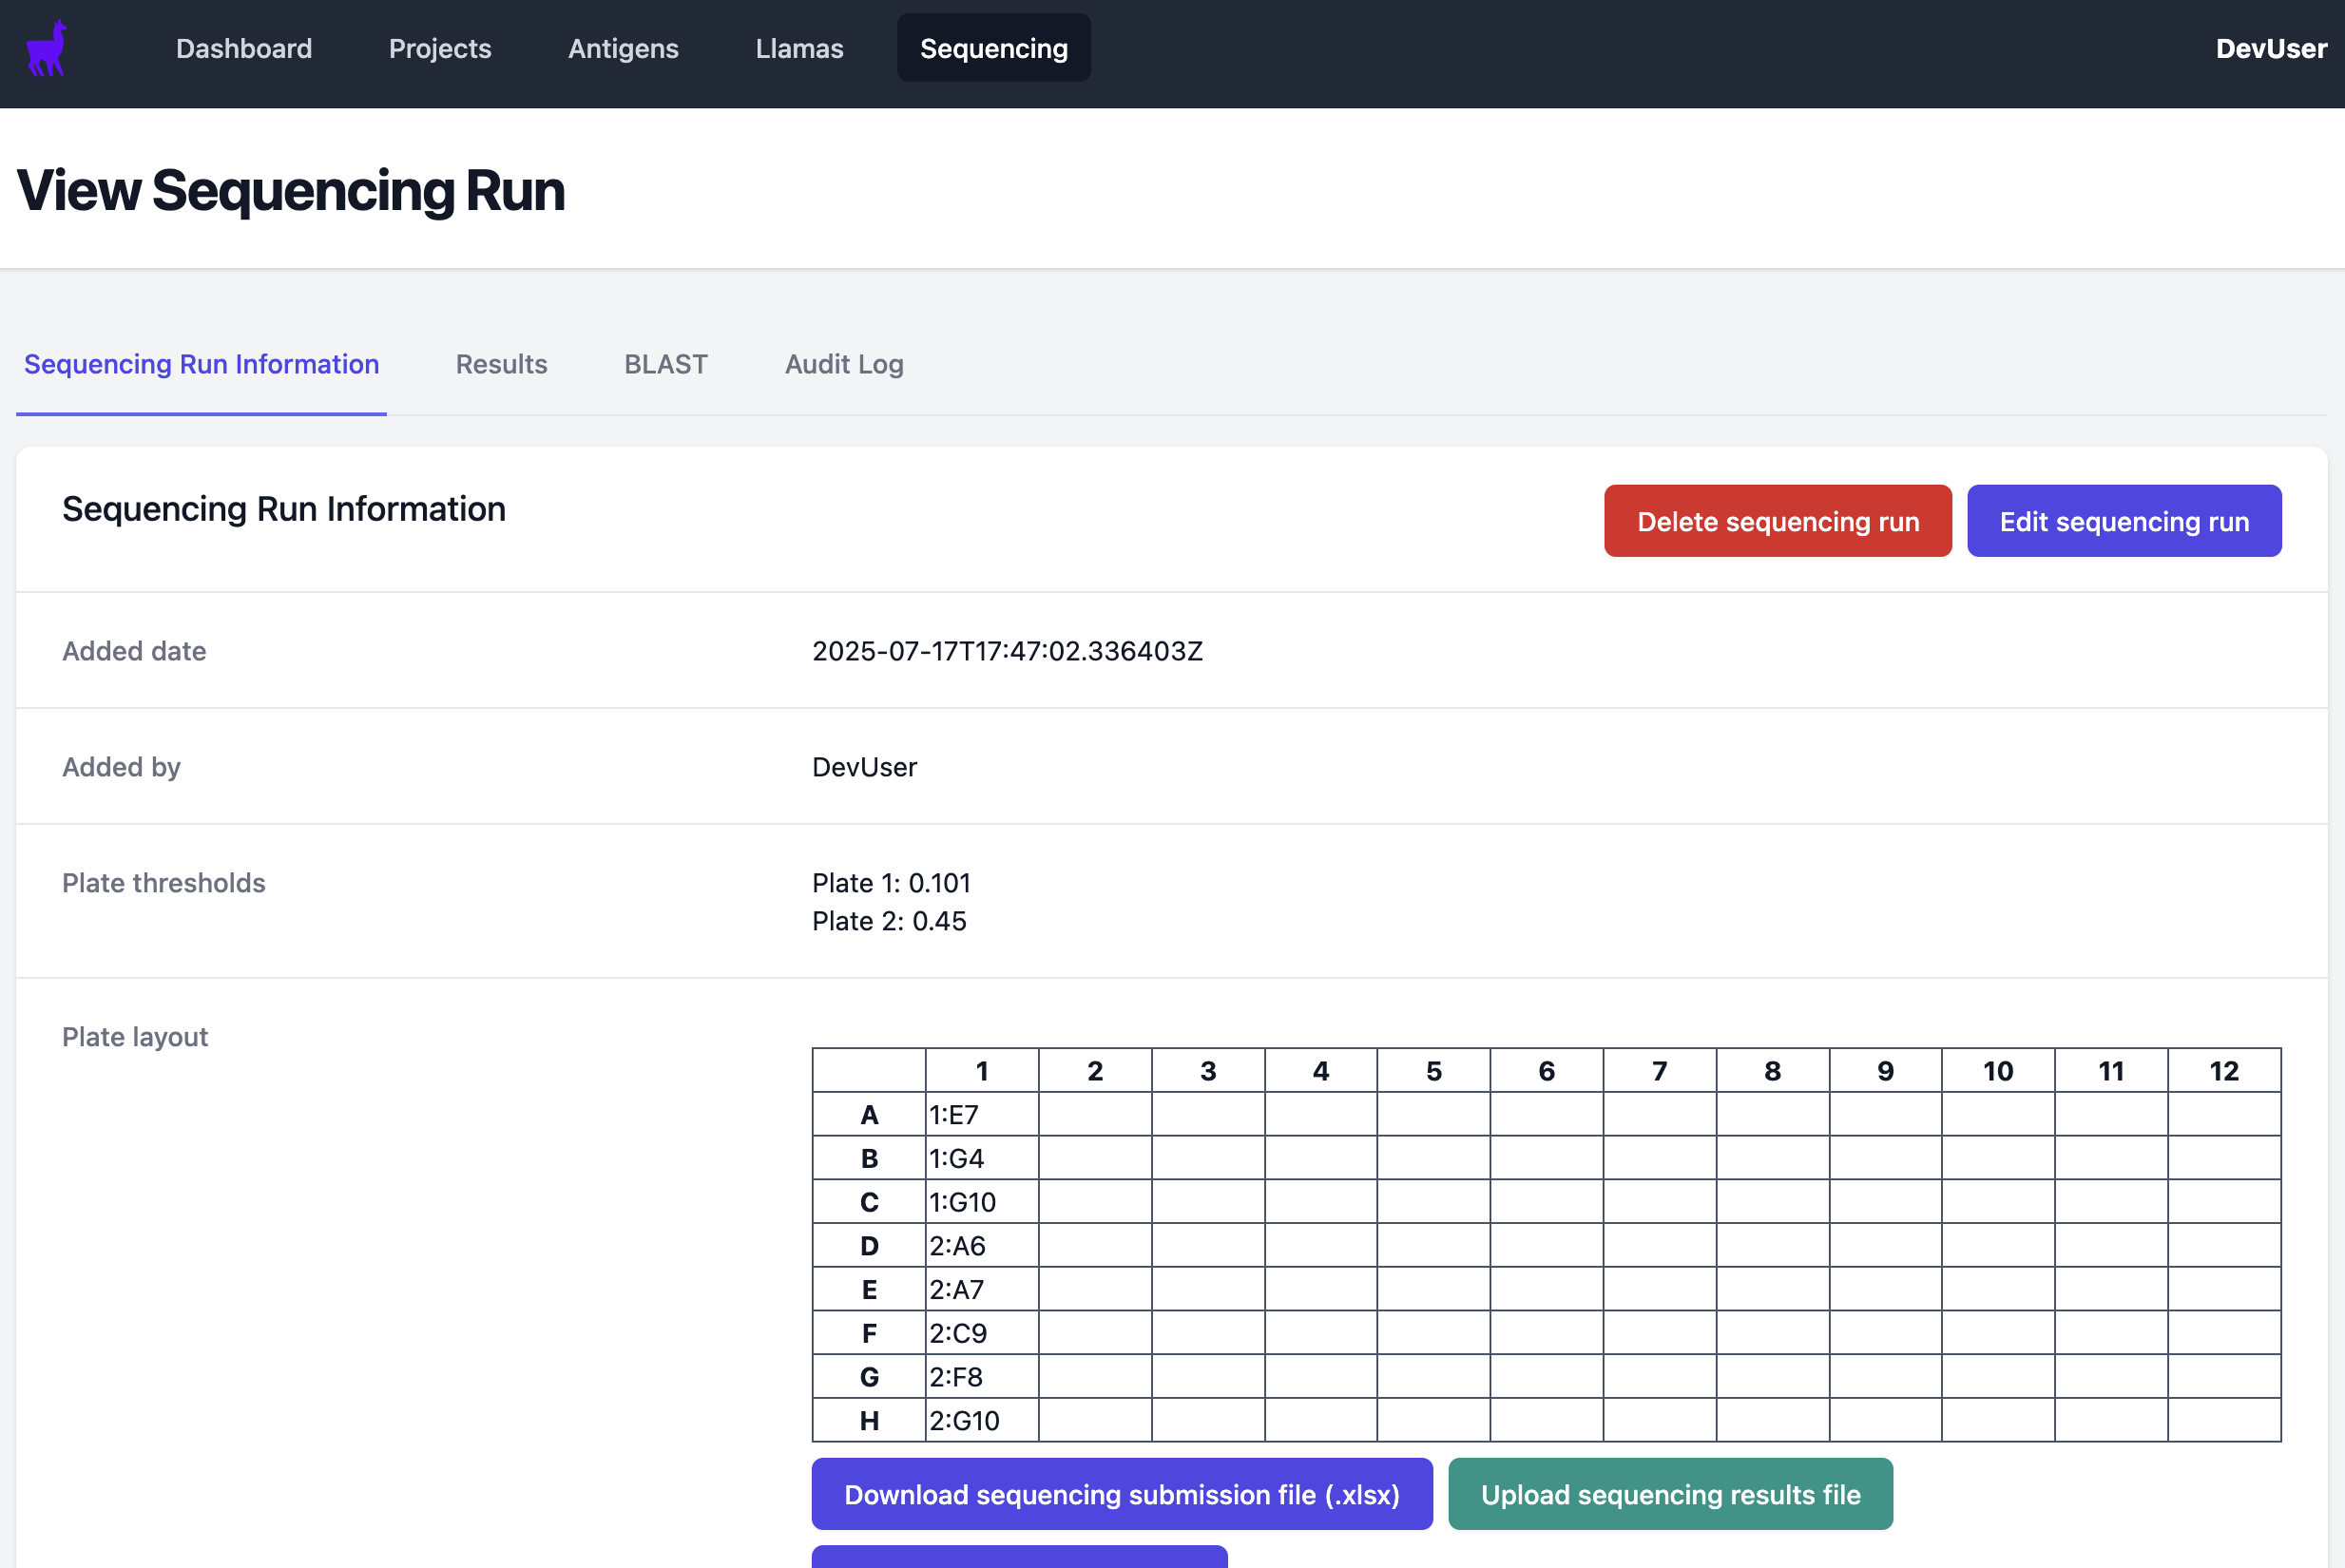 Dashboard Projects Antigens Llamas Sequencing DevUser
View Sequencing Run
Sequencing Run Information Results BLAST Audit Log
Sequencing Run Information Delete sequencing run Edit sequencing run
Added date 2025-07-17T17:47:02.336403Z
Added by DevUser
Plate thresholds Plate 1: 0.101
Plate 2: 0.45
Plate layout
1 2 3 4 5 6 7 8 9 10 11 12
A 1:E7
B 1:G4
C 1:G10
D 2:A6
E 2:A7
F 2:C9
G 2:F8
H 2:G10
Download sequencing submission file (.xlsx) Upload sequencing results file